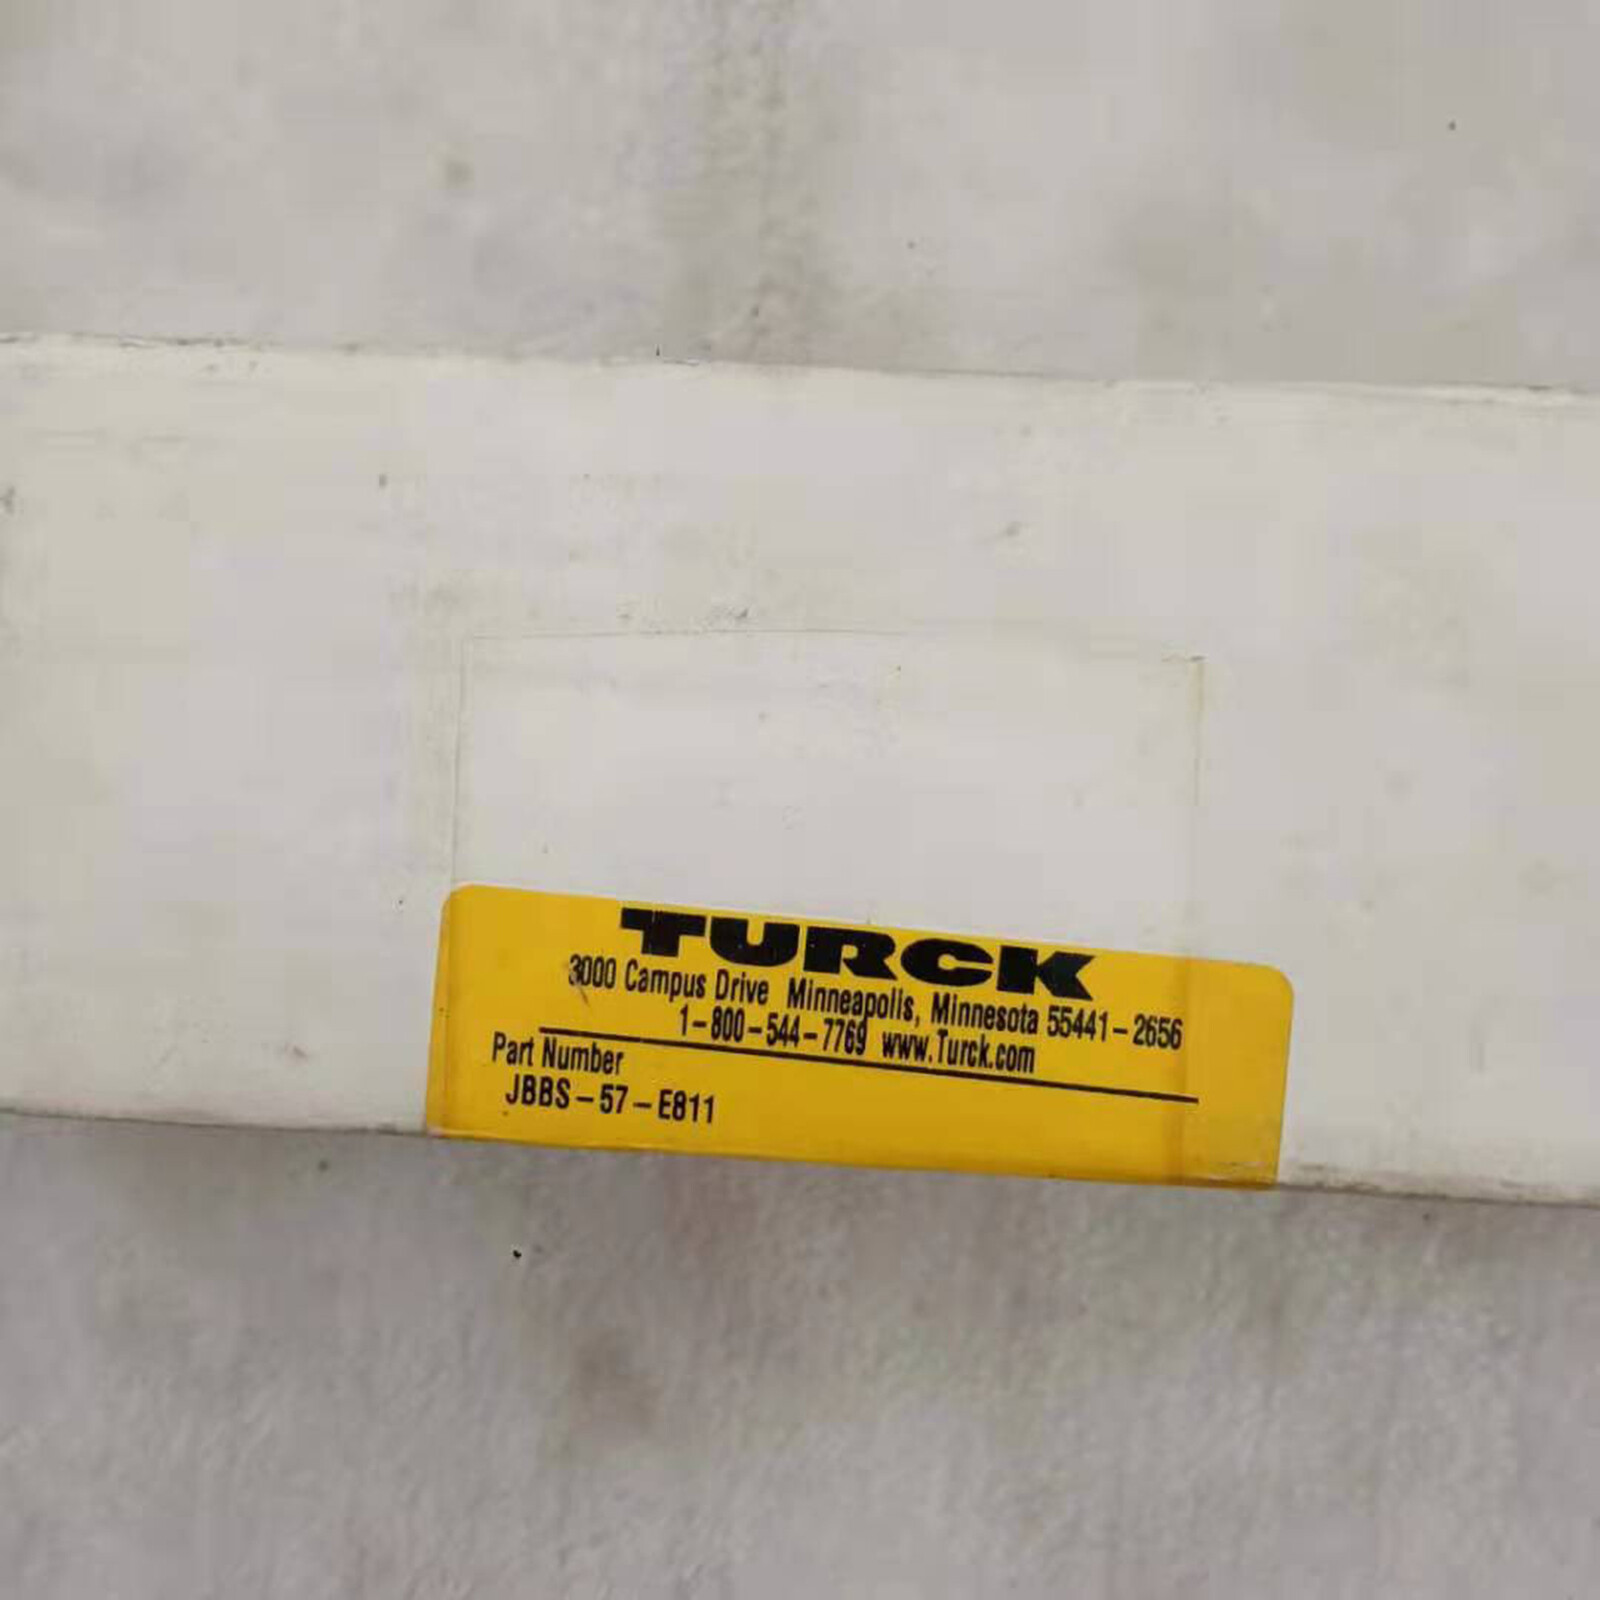 TURCK
3000 Campus Drive Minneapolis, Minnesota 55441-2656
1-800-544-7769 www.Turck.com
Part Number
JBBS-57-E811